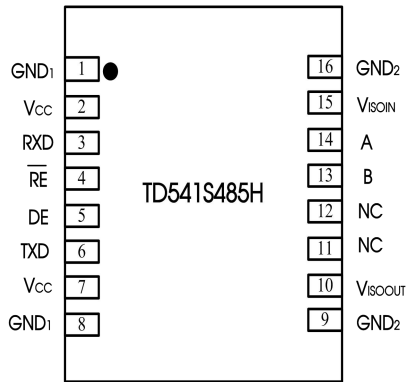 GND1 1 16 GND2
Vcc 2 15 VISOIN
RXD 3 14 A
RE 4 13 B
TD541S485H
DE 5 12 NC
TXD 6 11 NC
Vcc 7 10 VISOOUT
GND1 8 9 GND2